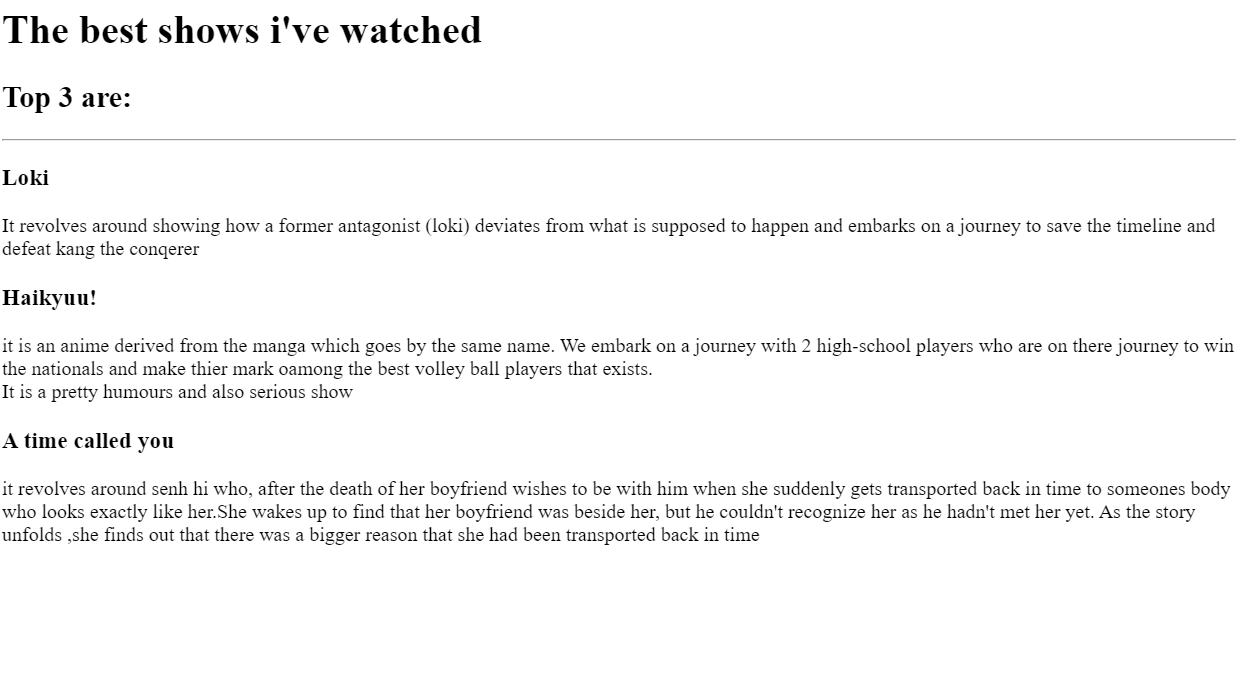 The best shows i've watched
Top 3 are:
Loki
It revolves around showing how a former antagonist (loki) deviates from what is supposed to happen and embarks on a journey to save the timeline and
defeat kang the conqerer
Haikyuu!
it is an anime derived from the manga which goes by the same name. We embark on a journey with 2 high-school players who are on there journey to win
the nationals and make thier mark oamong the best volley ball players that exists.
It is a pretty humours and also serious show
A time called you
it revolves around senh hi who, after the death of her boyfriend wishes to be with him when she suddenly gets transported back in time to someones body
who looks exactly like her.She wakes up to find that her boyfriend was beside her, but he couldn't recognize her as he hadn't met her yet. As the story
unfolds ,she finds out that there was a bigger reason that she had been transported back in time